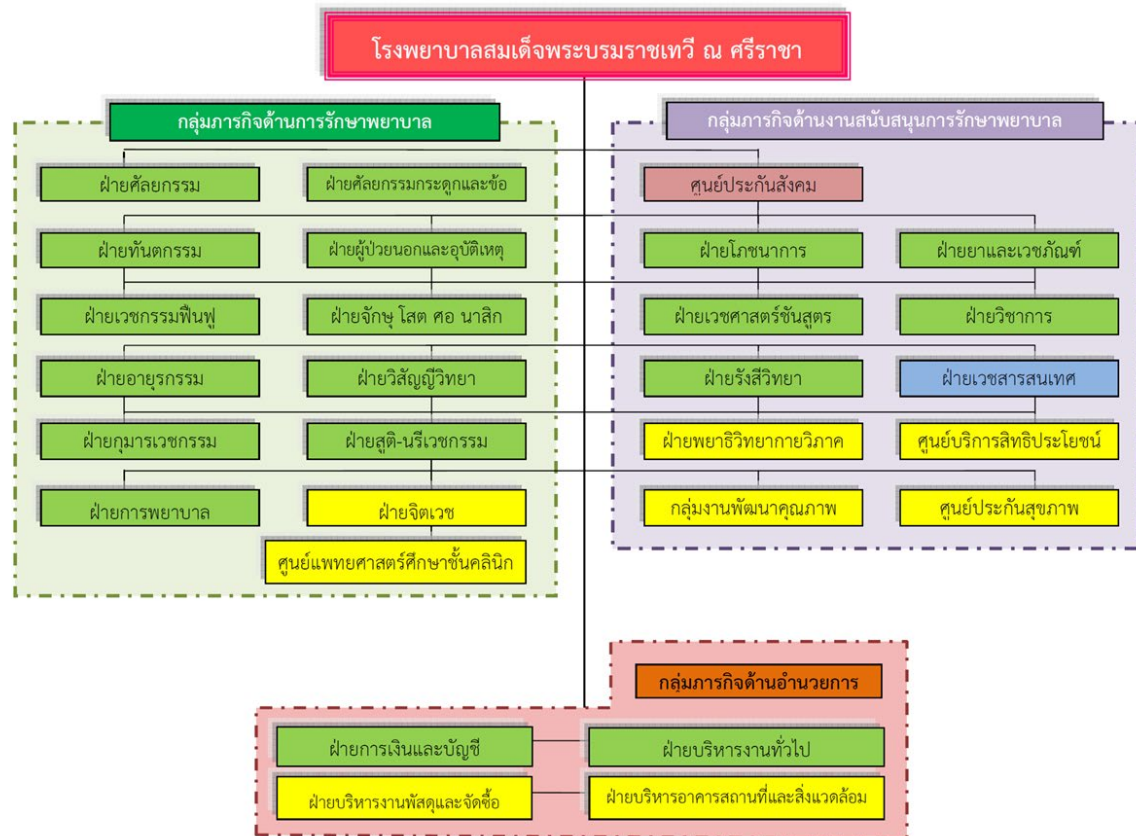 โรงพยาบาลสมเด็จพระบรมราชเทวี ณ ศรีราชา
กลุ่มภารกิจด้านการรักษาพยาบาล
ฝ่ายศัลยกรรม
ฝ่ายศัลยกรรมกระดูกและข้อ
ฝ่ายทันตกรรม
ฝ่ายผู้ป่วยนอกและอุบัติเหตุ
ฝ่ายเวชกรรมฟื้นฟู
ฝ่ายจักษุ โสต ศอ นาสิก
ฝ่ายอายุรกรรม
ฝ่ายวิสัญญีวิทยา
ฝ่ายกุมารเวชกรรม
ฝ่ายสูติ-นรีเวชกรรม
ฝ่ายการพยาบาล
ฝ่ายจิตเวช
ศูนย์แพทยศาสตร์ศึกษาชั้นคลินิก
กลุ่มภารกิจด้านงานสนับสนุนการรักษาพยาบาล
ศูนย์ประกันสังคม
ฝ่ายโภชนาการ
ฝ่ายยาและเวชภัณฑ์
ฝ่ายเวชศาสตร์ชันสูตร
ฝ่ายวิชาการ
ฝ่ายรังสีวิทยา
ฝ่ายเวชสารสนเทศ
ฝ่ายพยาธิวิทยากายวิภาค
ศูนย์บริการสิทธิประโยชน์
กลุ่มงานพัฒนาคุณภาพ
ศูนย์ประกันสุขภาพ
กลุ่มภารกิจด้านอำนวยการ
ฝ่ายการเงินและบัญชี
ฝ่ายบริหารงานทั่วไป
ฝ่ายบริหารงานพัสดุและจัดซื้อ
ฝ่ายบริหารอาคารสถานที่และสิ่งแวดล้อม